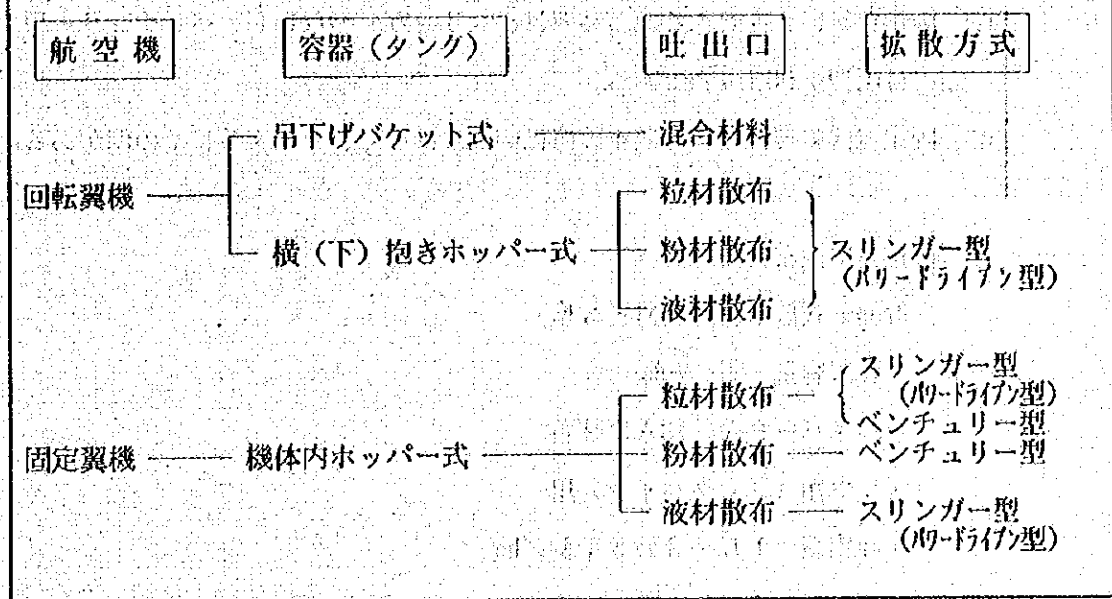 航空機 容器(タンク) 吐出口 拡散方式
吊下げバケット式 混合材料
回転翼機
粒材散布
横(下)抱きホッパー式 粉材散布 スリンガー型
(パワードライブン型)
液材散布
スリンガー型
粒材散布 (パワードライブン型)
ベンチュリー型
固定翼機 機体内ホッパー式 粉材散布 ベンチュリー型
液材散布 スリンガー型
(パワードライブン型)